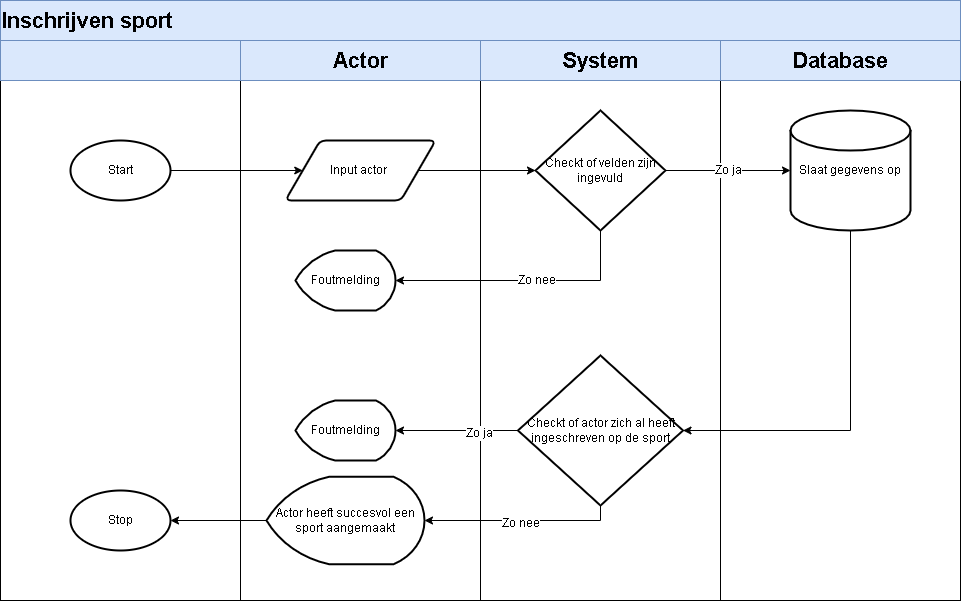 Inschrijven sport
Actor
System
Database
Start
Input actor
Checkt of velden zijn
ingevuld
Zo ja
Slaat gegevens op
Foutmelding
Zo nee
Foutmelding
Zo ja
Checkt of actor zich al heeft
ingeschreven op de sport
Stop
Actor heeft succesvol een
sport aangemaakt
Zo nee